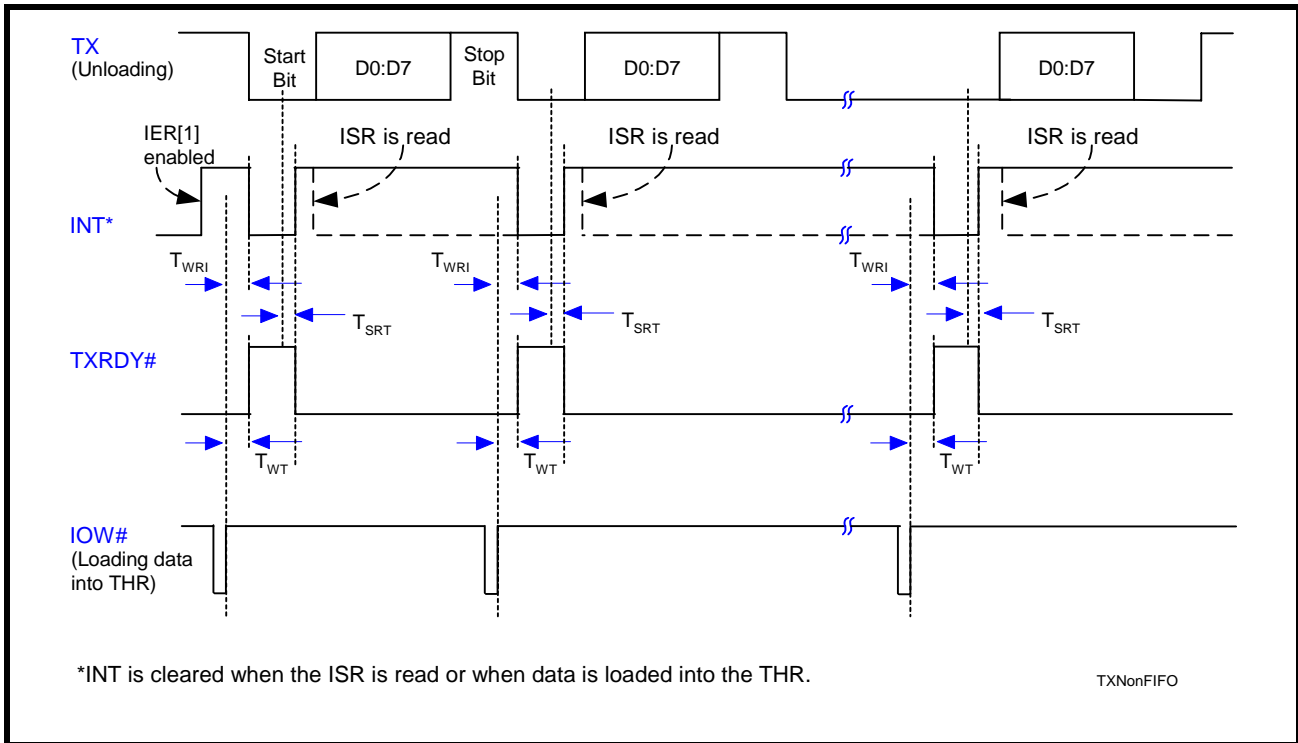 TX
(Unloading)
Start
Bit
D0:D7
Stop
Bit
D0:D7
D0:D7
IER[1]
enabled
ISR is read
ISR is read
ISR is read
INT*
TWRI
TWRI
TWRI
TSRT
TSRT
TSRT
TXRDY#
TWT
TWT
TWT
IOW#
(Loading data
into THR)
*INT is cleared when the ISR is read or when data is loaded into the THR.
TXNonFIFO